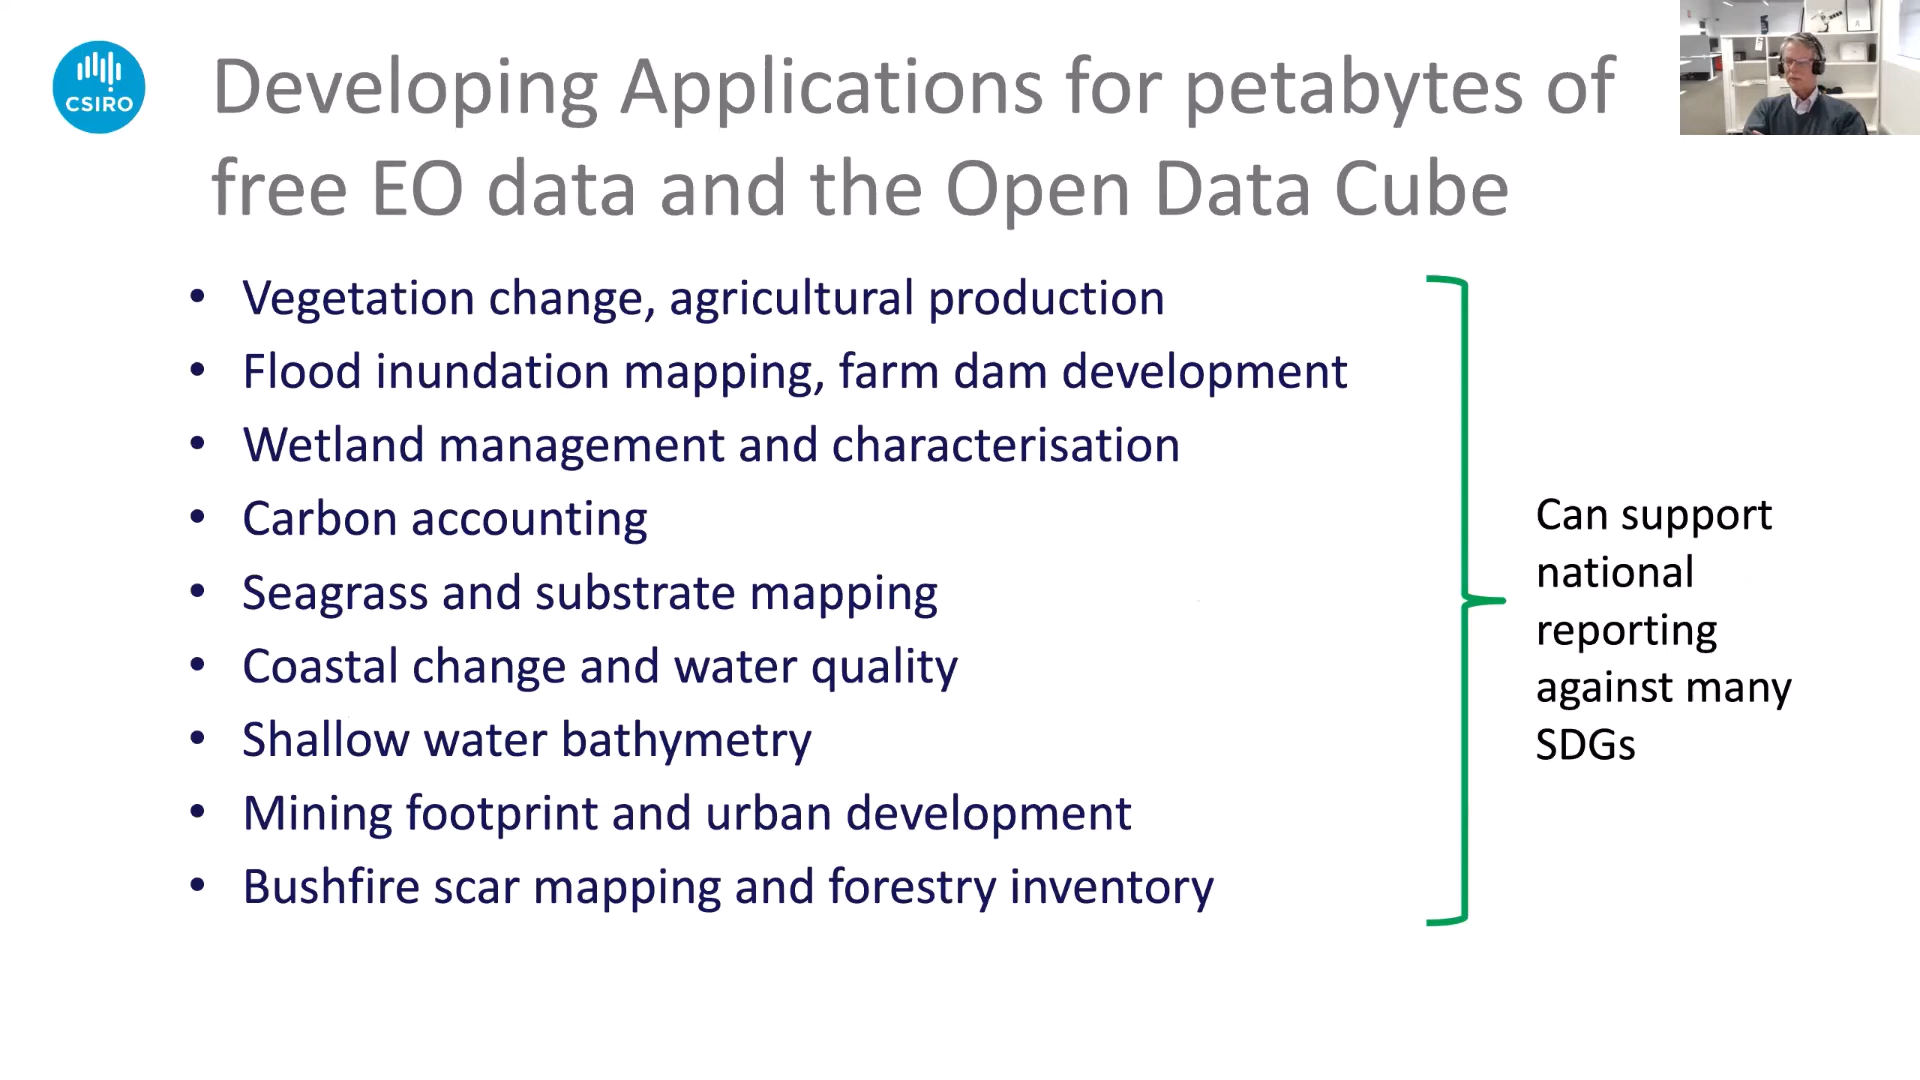 CSIRO
Developing Applications for petabytes of
free EO data and the Open Data Cube
• Vegetation change, agricultural production
• Flood inundation mapping, farm dam development
• Wetland management and characterisation
• Carbon accounting
• Seagrass and substrate mapping
• Coastal change and water quality
• Shallow water bathymetry
• Mining footprint and urban development
• Bushfire scar mapping and forestry inventory
Can support
national
reporting
against many
SDGs